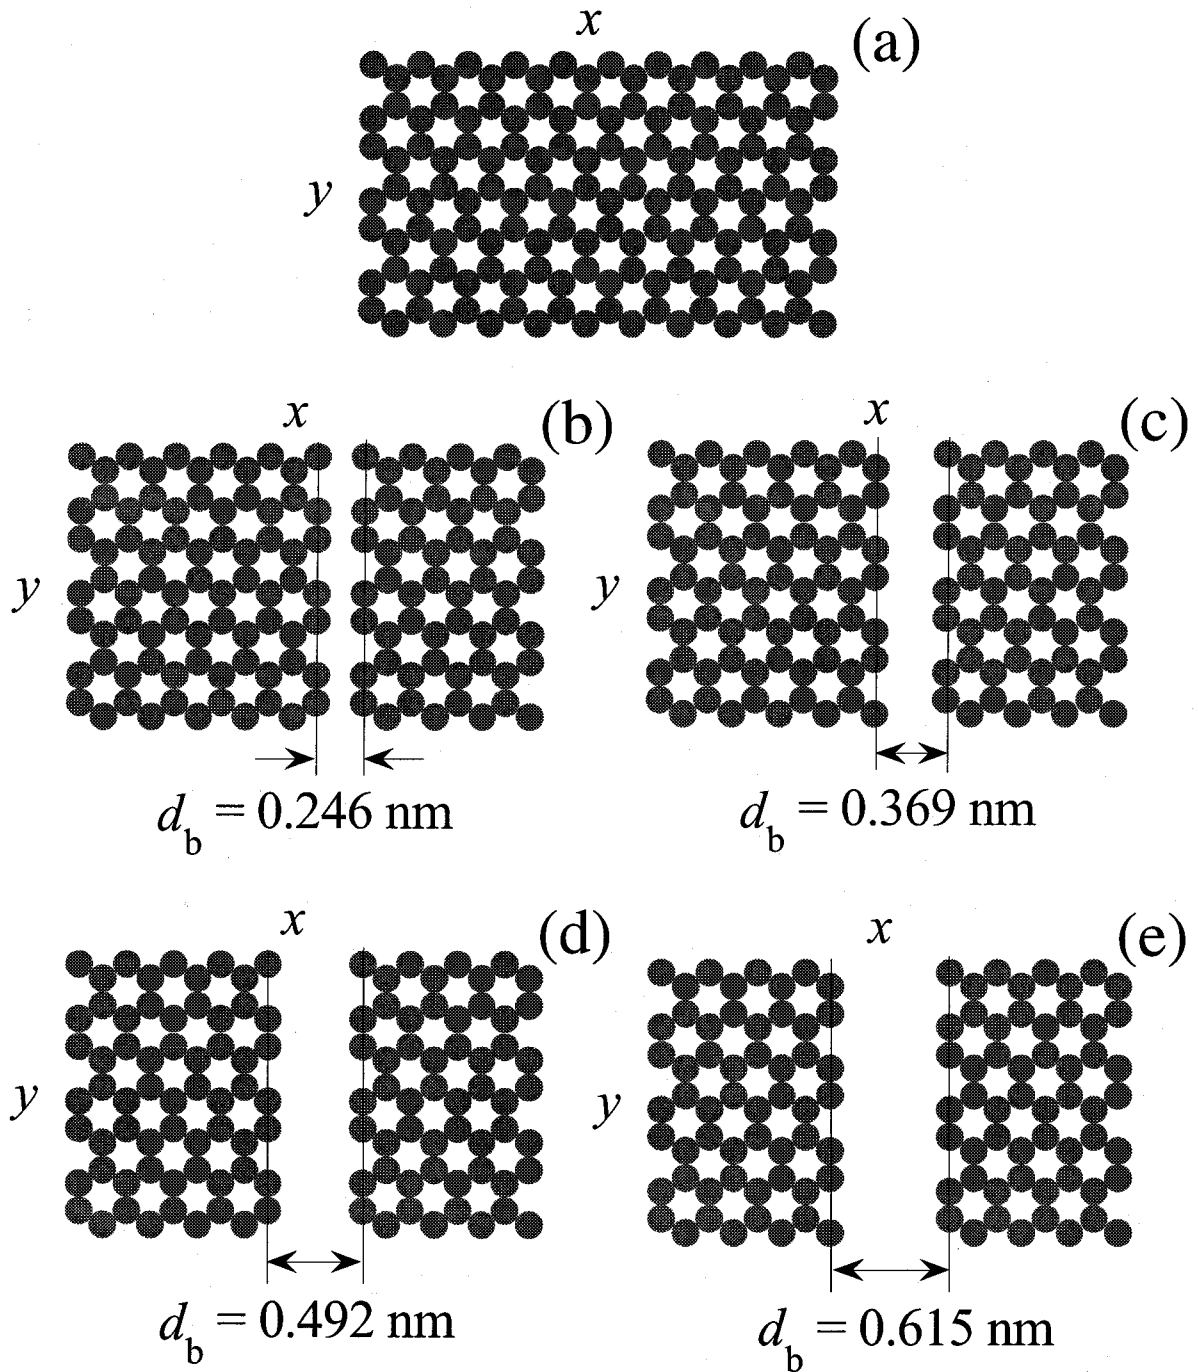 x
(a)
y
x
(b)
y
d_b = 0.246 nm
x
(c)
y
d_b = 0.369 nm
x
(d)
y
d_b = 0.492 nm
x
(e)
y
d_b = 0.615 nm